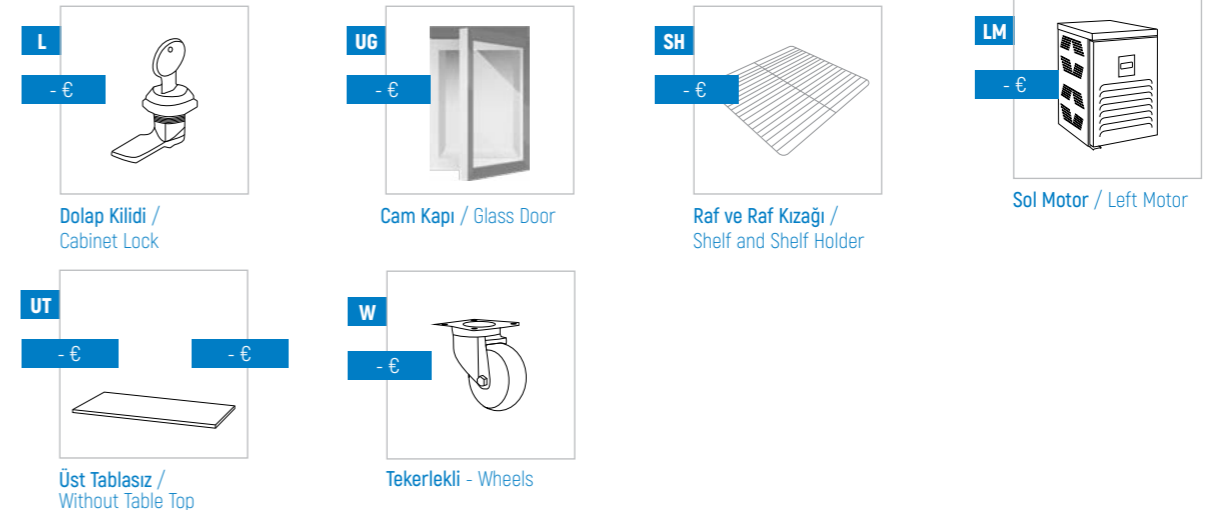 L
- €
Dolap Kilidi /
Cabinet Lock
UG
- €
Cam Kapı / Glass Door
SH
- €
Raf ve Raf Kızağı /
Shelf and Shelf Holder
LM
- €
Sol Motor / Left Motor
UT
- €
- €
Üst Tablasız /
Without Table Top
W
- €
Tekerlekli - Wheels